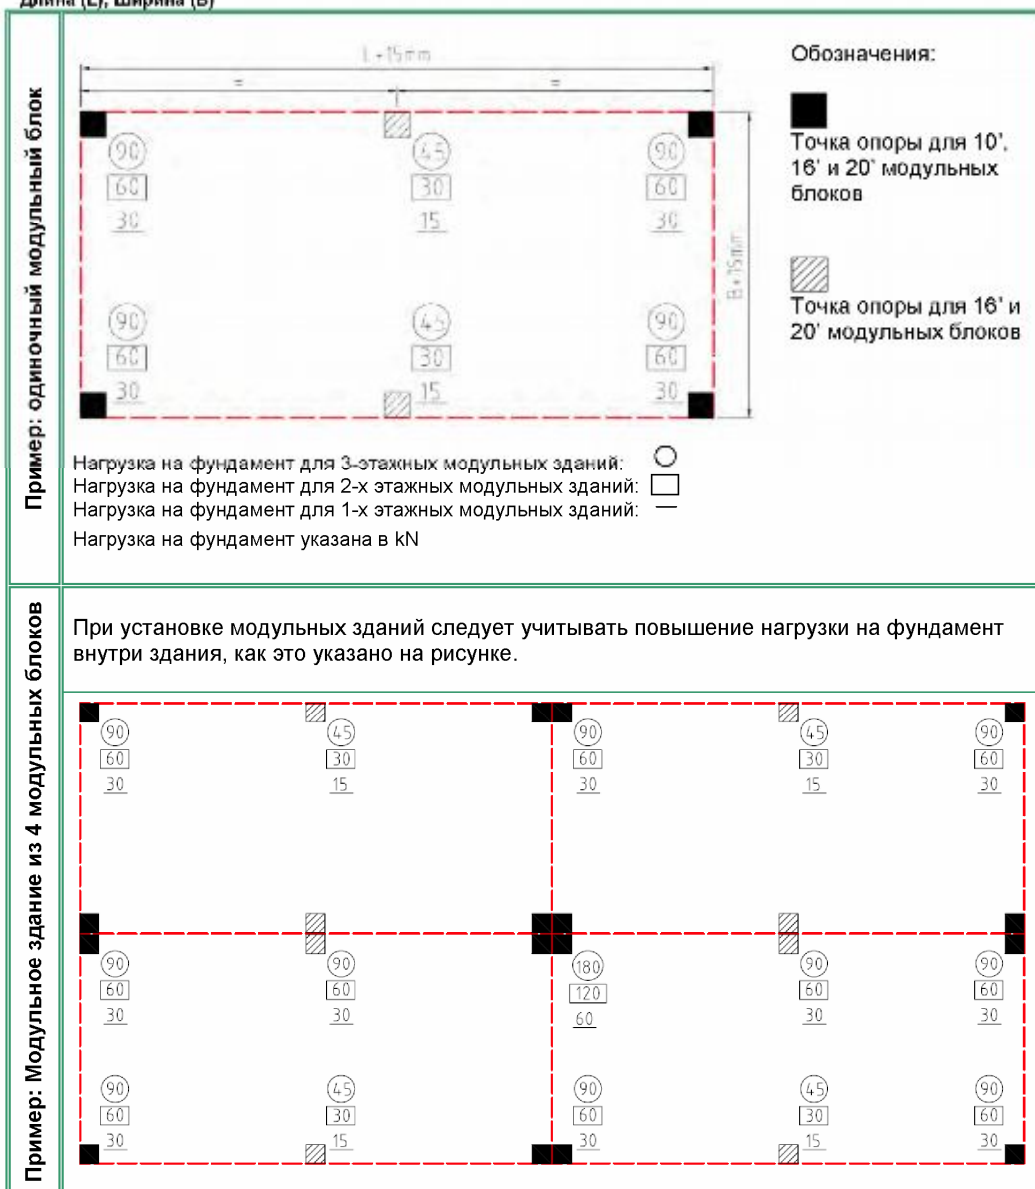 Длина (L), Ширина (B)
Пример: одиночный модульный блок
L+15mm
= =
90 45 90
60 30 60
30 15 30
B+15mm
90 45 90
60 30 60
30 15 30
Обозначения:
Точка опоры для 10',
16' и 20' модульных
блоков
Точка опоры для 16' и
20' модульных блоков
Нагрузка на фундамент для 3-этажных модульных зданий:
Нагрузка на фундамент для 2-х этажных модульных зданий:
Нагрузка на фундамент для 1-х этажных модульных зданий:
Нагрузка на фундамент указана в kN
Пример: Модульное здание из 4 модульных блоков
При установке модульных зданий следует учитывать повышение нагрузки на фундамент
внутри здания, как это указано на рисунке.
90 45 90 45 90
60 30 60 30 60
30 15 30 15 30
90 90 180 90 90
60 60 120 60 60
30 30 60 30 30
90 45 90 45 90
60 30 60 30 60
30 15 30 15 30